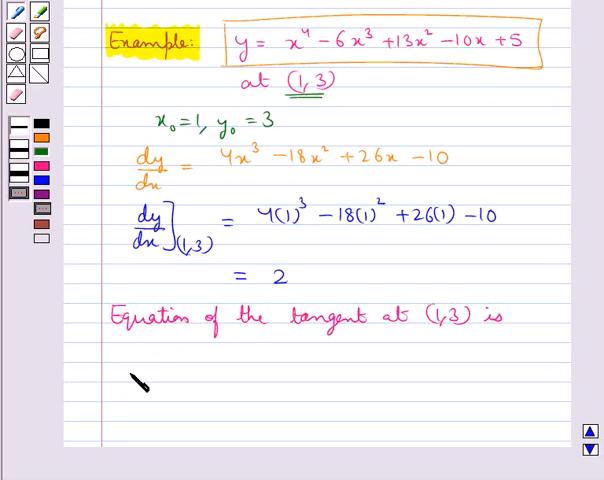 Example: y = x⁴ - 6x³ + 13x² - 10x + 5
at (1, 3)
x₀ = 1, y₀ = 3
dy/dx = 4x³ - 18x² + 26x - 10
dy/dx](1,3) = 4(1)³ - 18(1)² + 26(1) - 10
= 2
Equation of the tangent at (1,3) is